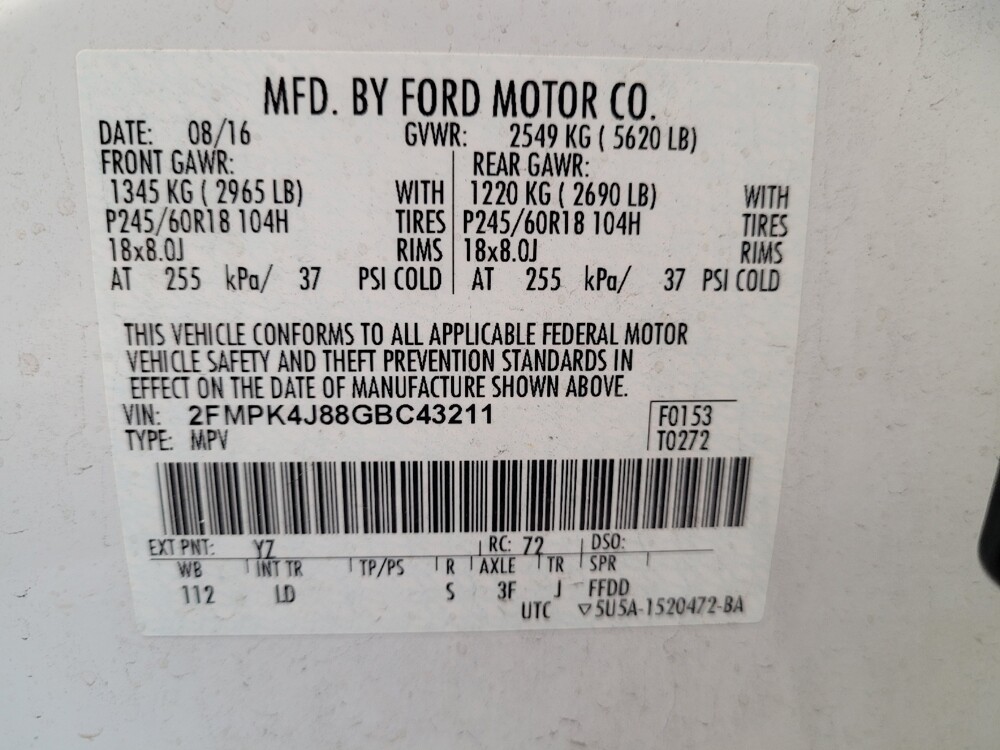 MFD. BY FORD MOTOR CO.
DATE: 08/16 GVWR: 2549 KG ( 5620 LB)
FRONT GAWR: REAR GAWR:
1345 KG ( 2965 LB) WITH 1220 KG ( 2690 LB) WITH
P245/60R18 104H TIRES P245/60R18 104H TIRES
18x8.0J RIMS 18x8.0J RIMS
AT 255 kPa/ 37 PSI COLD AT 255 kPa/ 37 PSI COLD
THIS VEHICLE CONFORMS TO ALL APPLICABLE FEDERAL MOTOR
VEHICLE SAFETY AND THEFT PREVENTION STANDARDS IN
EFFECT ON THE DATE OF MANUFACTURE SHOWN ABOVE.
VIN: 2FMPK4J88GBC43211 F0153
TYPE: MPV T0272
EXT PNT: YZ RC: 72 DSO:
WB INT TR TP/PS R AXLE TR SPR
112 LD S 3F J FFDD
UTC ▽5U5A-1520472-BA